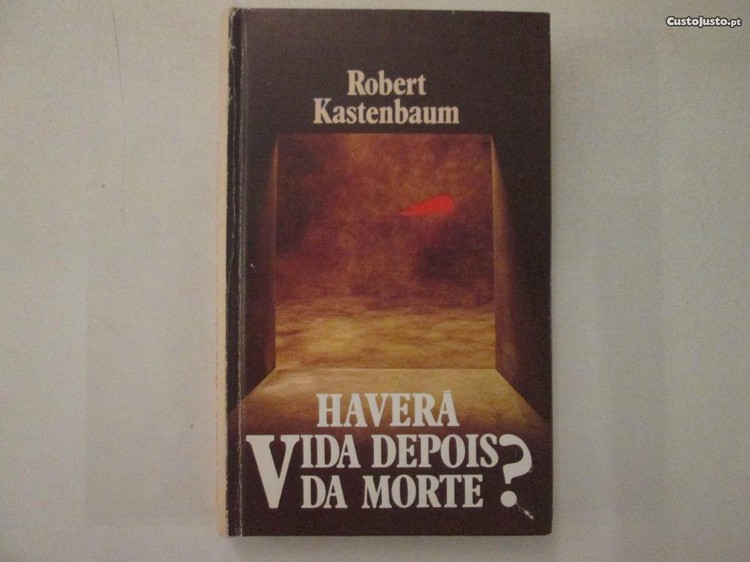 CustoJusto.pt
Robert
Kastenbaum
HAVERÁ
VIDA DEPOIS
DA MORTE?